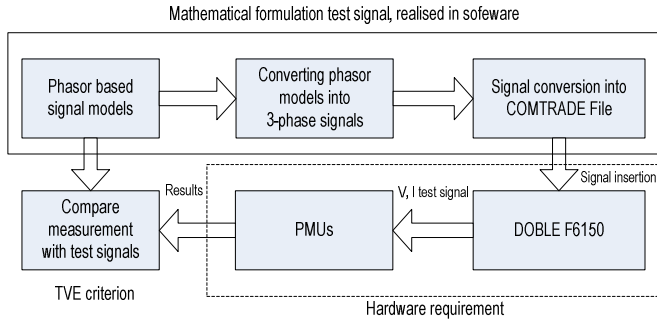 Mathematical formulation test signal, realised in sofeware
Phasor based
signal models
Converting phasor
models into
3-phase signals
Signal conversion into
COMTRADE File
Signal insertion
Results
V, I test signal
Compare
measurement
with test signals
PMUs
DOBLE F6150
TVE criterion
Hardware requirement